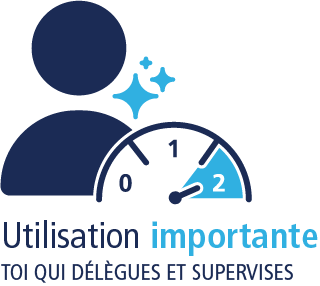 0 1 2
Utilisation importante
TOI QUI DÉLÈGUES ET SUPERVISES